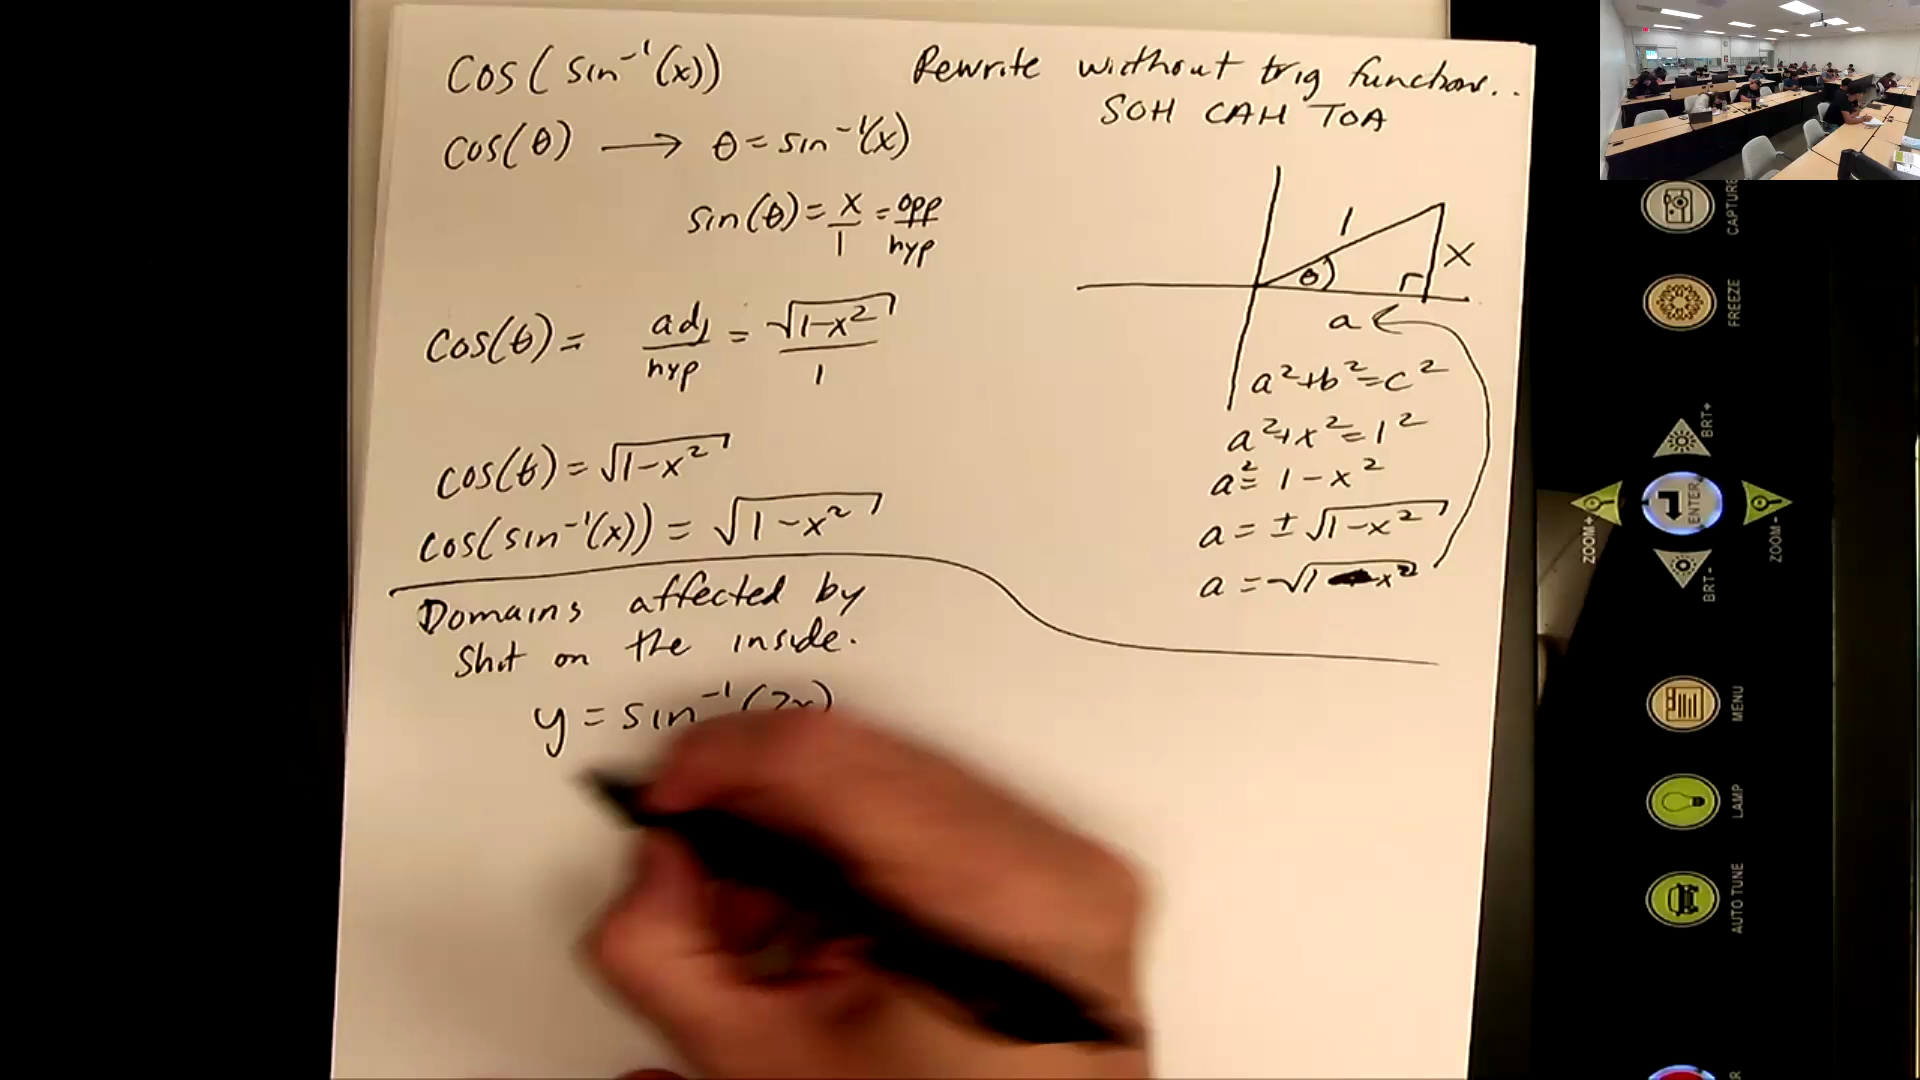 Cos(sin⁻¹(x))
Rewrite without trig functions..
SOH CAH TOA
cos(θ) → θ = sin⁻¹(x)
sin(θ) = x/1 = opp/hyp
1
θ
x
a
cos(θ) = adj/hyp = √(1-x²)/1
a²+b²=c²
a²+x²=1²
a²=1-x²
a = ±√(1-x²)
a = √(1-x²)
cos(θ) = √(1-x²)
cos(sin⁻¹(x)) = √(1-x²)
Domains affected by
shit on the inside.
y = sin⁻¹(2x)
CAPTURE
FREEZE
BRT+
ZOOM+
ENTER
ZOOM-
BRT-
MENU
LAMP
AUTO TUNE